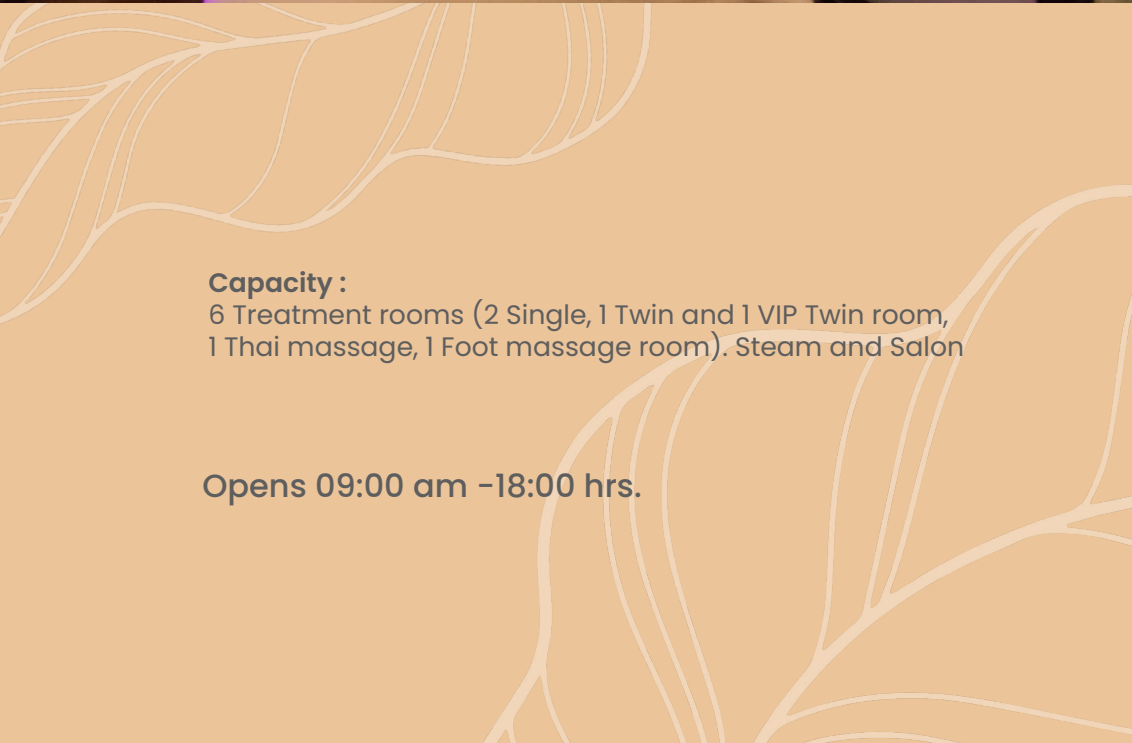 Capacity :
6 Treatment rooms (2 Single, 1 Twin and 1 VIP Twin room,
1 Thai massage, 1 Foot massage room). Steam and Salon
Opens 09:00 am -18:00 hrs.